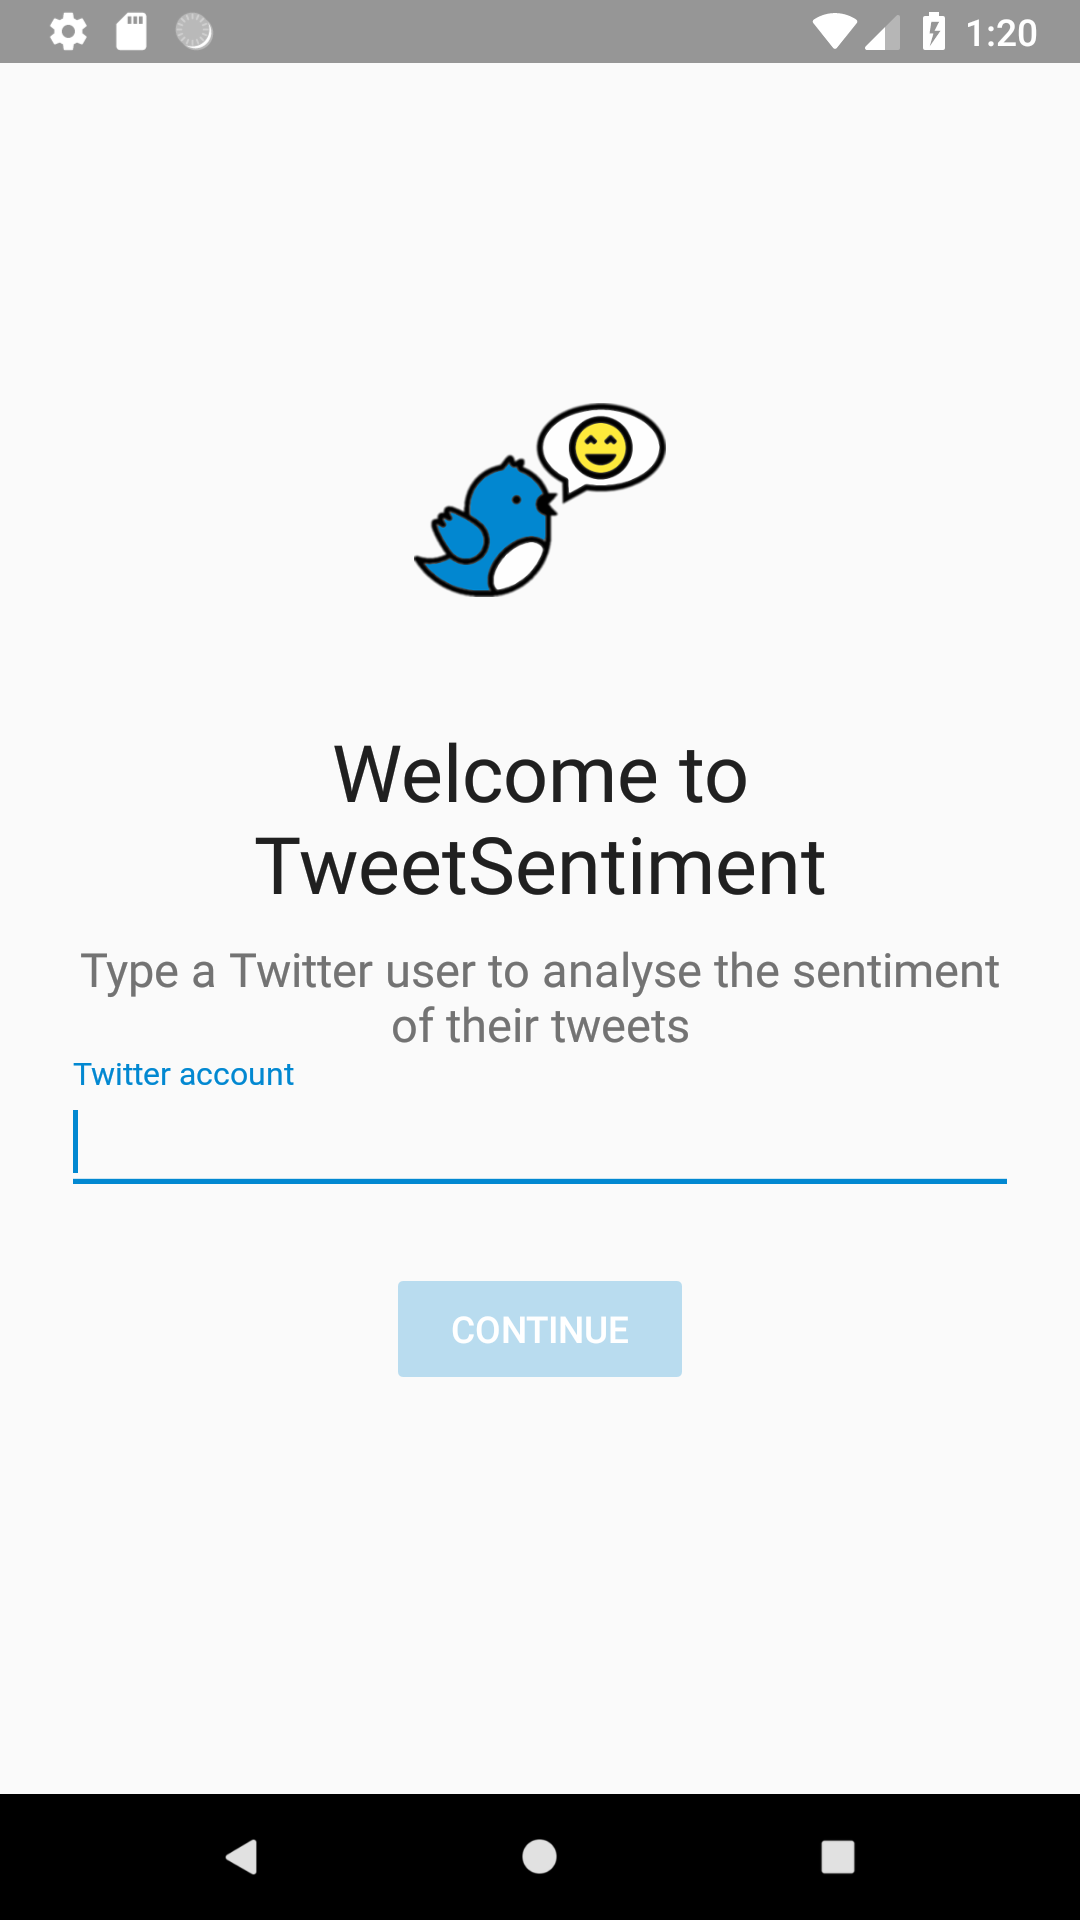 1:20
Welcome to
TweetSentiment
Type a Twitter user to analyse the sentiment
of their tweets
Twitter account
CONTINUE